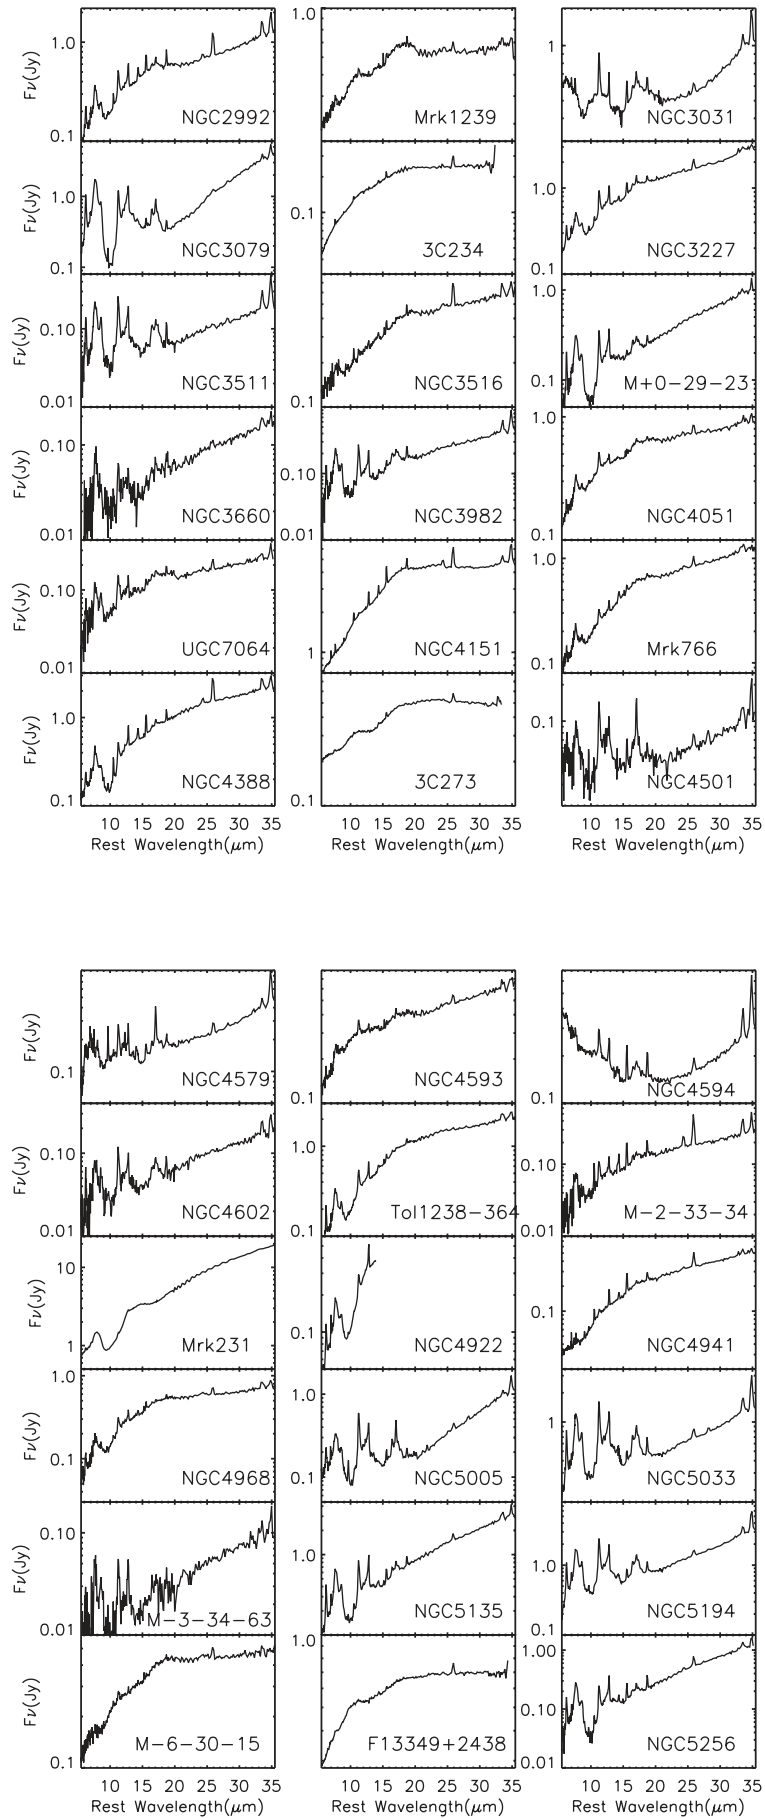 1.0 1.0 1
Fν(Jy)
NGC2992 Mrk1239 NGC3031
0.1
1.0 0.1 1.0
Fν(Jy)
NGC3079 3C234 NGC3227
0.1 0.1
1.0
0.10
Fν(Jy)
NGC3511 NGC3516 M+0-29-23
0.1
0.01 0.1
1.0
0.10 0.10
Fν(Jy)
NGC3660 NGC3982 NGC4051
0.01 0.01 0.1
1.0
0.10
Fν(Jy)
UGC7064 NGC4151 Mrk766
1
0.01 0.1
1.0 0.1
Fν(Jy)
NGC4388 3C273 NGC4501
0.1 0.1
10 15 20 25 30 35 10 15 20 25 30 35 10 15 20 25 30 35
Rest Wavelength(μm) Rest Wavelength(μm) Rest Wavelength(μm)
Fν(Jy)
0.1 NGC4579 NGC4593 NGC4594
0.1
0.10 1.0 0.10
Fν(Jy)
NGC4602 Tol1238-364 M-2-33-34
0.01 0.1 0.01
10
Fν(Jy)
0.1 0.1
1 Mrk231 NGC4922 NGC4941
1.0 1.0
Fν(Jy) 1
0.1 NGC4968 0.1 NGC5005 NGC5033
0.10 1.0 1.0
Fν(Jy)
M-3-34-63 NGC5135 NGC5194
0.01 0.1
1.0 1.00
Fν(Jy)
0.10
M-6-30-15 F13349+2438 NGC5256
0.1 0.01
10 15 20 25 30 35 10 15 20 25 30 35 10 15 20 25 30 35
Rest Wavelength(μm) Rest Wavelength(μm) Rest Wavelength(μm)